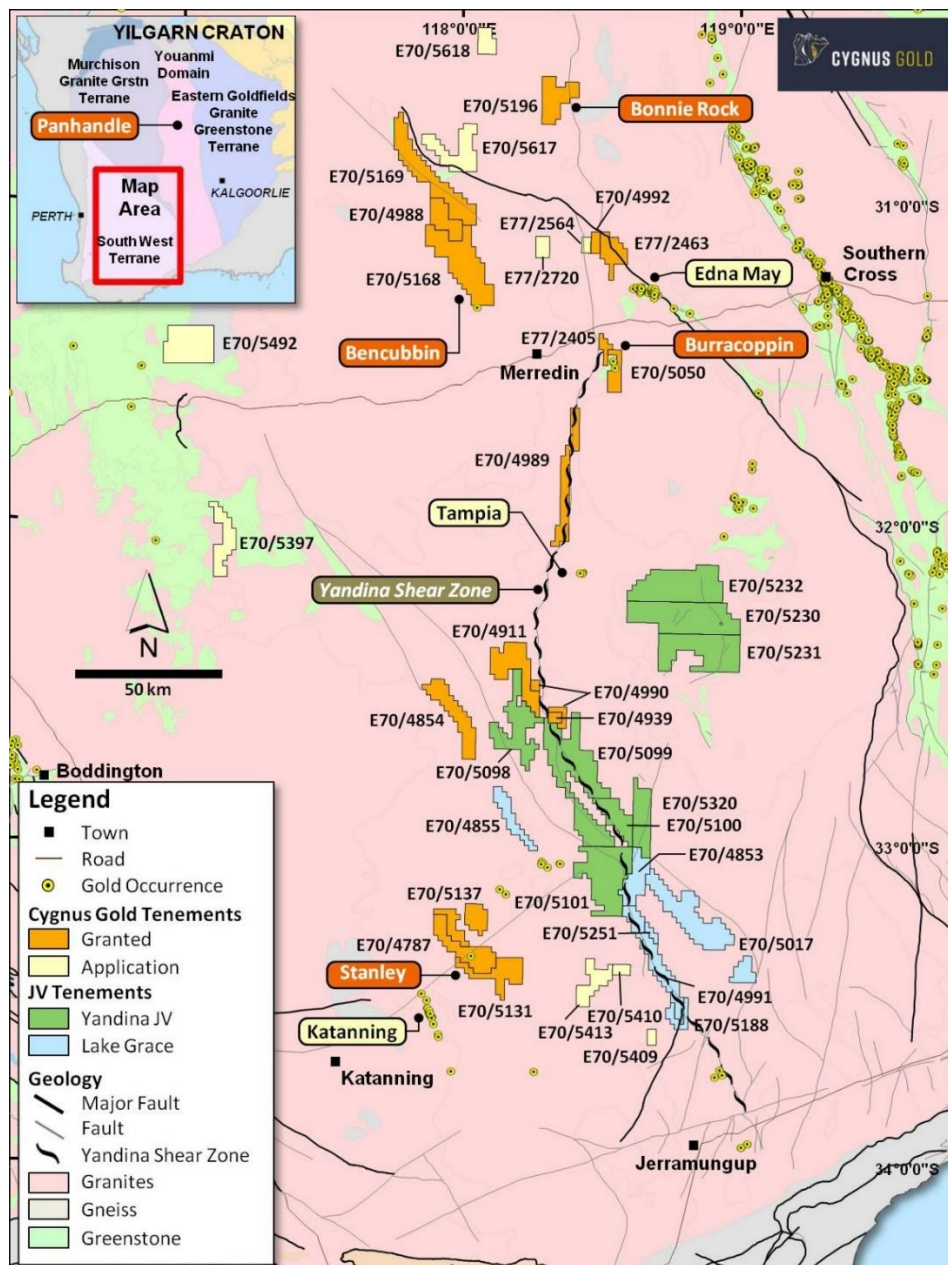 YILGARN CRATON
Murchison
Granite Grstn
Terrane
Youanmi
Domain
Eastern Goldfields
Granite
Greenstone
Terrane
Panhandle
KALGOORLIE
PERTH
Map
Area
South West
Terrane
118°0'0"E
119°0'0"E
CYGNUS GOLD
E70/5618
E70/5196
Bonnie Rock
E70/5617
E70/5169
E70/4988
E70/4992
31°0'0"S
E77/2564
E77/2463
E70/5168
E77/2720
Edna May
Southern
Cross
Bencubbin
E77/2405
Burracoppin
E70/5492
Merredin
E70/5050
E70/4989
Tampia
32°0'0"S
E70/5397
Yandina Shear Zone
E70/5232
E70/5230
E70/5231
N
50 km
E70/4911
E70/4990
E70/4939
E70/4854
E70/5099
E70/5098
Boddington
E70/5320
E70/5100
E70/4855
E70/4853
33°0'0"S
E70/5137
E70/5101
E70/5251
E70/5017
E70/4787
Stanley
E70/4991
E70/5131
E70/5410
E70/5413
E70/5188
E70/5409
Katanning
Katanning
Jerramungup
34°0'0"S
Legend
Town
Road
Gold Occurrence
Cygnus Gold Tenements
Granted
Application
JV Tenements
Yandina JV
Lake Grace
Geology
Major Fault
Fault
Yandina Shear Zone
Granites
Gneiss
Greenstone